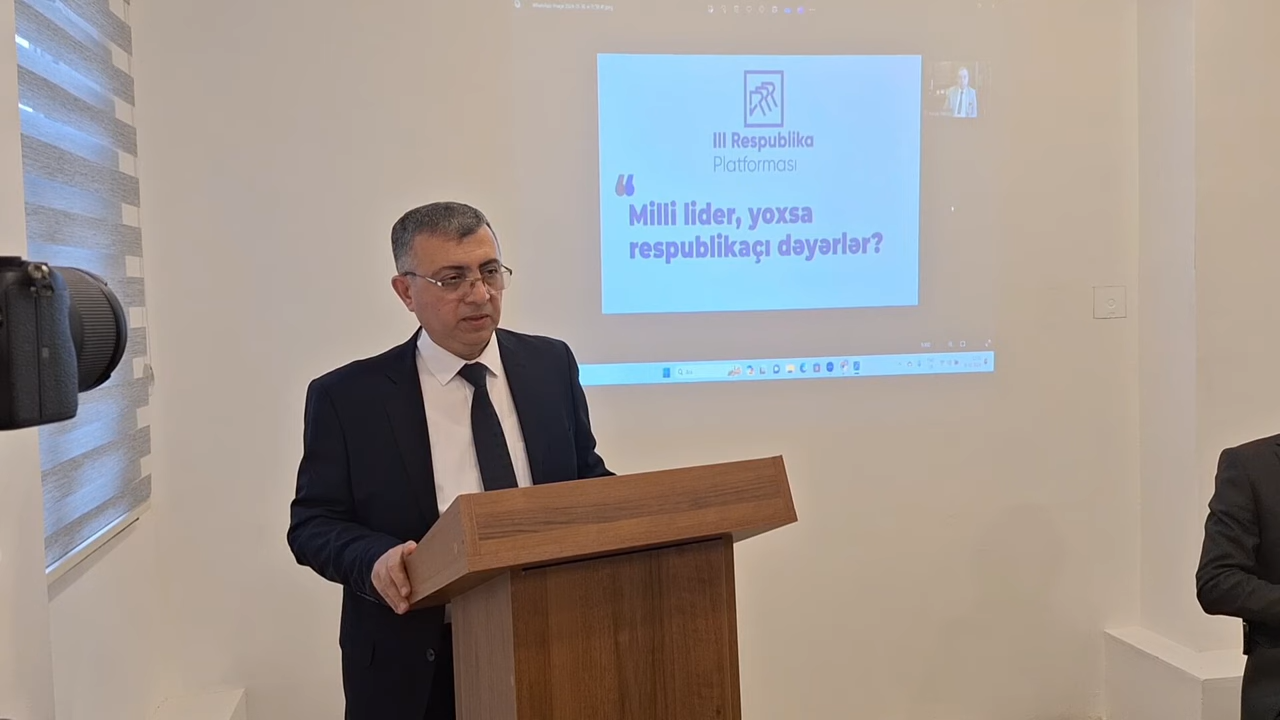 III Respublika
Platforması
“
Milli lider, yoxsa
respublikaçı dəyərlər?